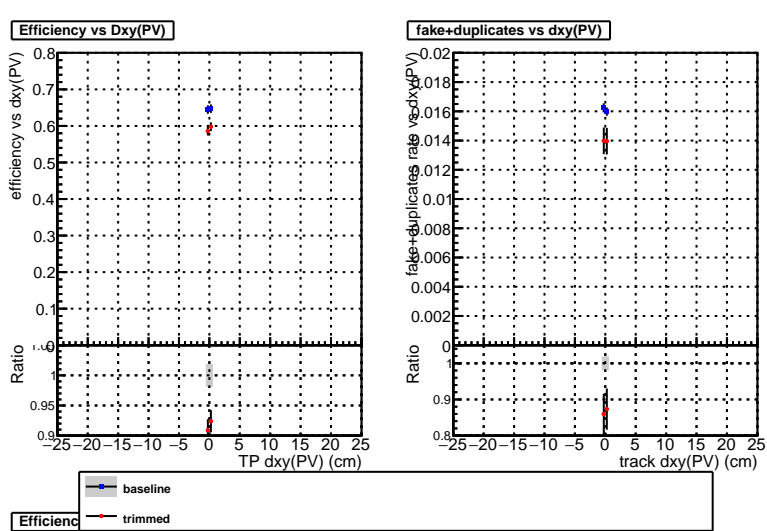 Efficiency vs Dxy(PV)
fake+duplicates vs dxy(PV)
efficiency vs dxy(PV)
0.8
0.7
0.6
0.5
0.4
0.3
0.2
0.1
0
fake+duplicates rate vs dxy(PV)
0.02
0.018
0.016
0.014
0.012
0.01
0.008
0.006
0.004
0.002
0
Ratio
1
0.95
0.9
−25 −20 −15 −10 −5 0 5 10 15 20 25
TP dxy(PV) (cm)
Ratio
1
0.9
0.8
−25 −20 −15 −10 −5 0 5 10 15 20 25
track dxy(PV) (cm)
baseline
trimmed